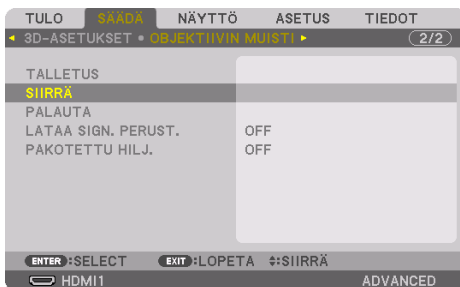 TULO SÄÄDÄ NÄYTTÖ ASETUS TIEDOT
3D-ASETUKSET • OBJEKTIIVIN MUISTI 2/2
TALLETUS
SIIRRÄ
PALAUTA
LATAA SIGN. PERUST. OFF
PAKOTETTU HILJ. OFF
ENTER :SELECT EXIT :LOPETA :SIIRRÄ
HDMI1 ADVANCED